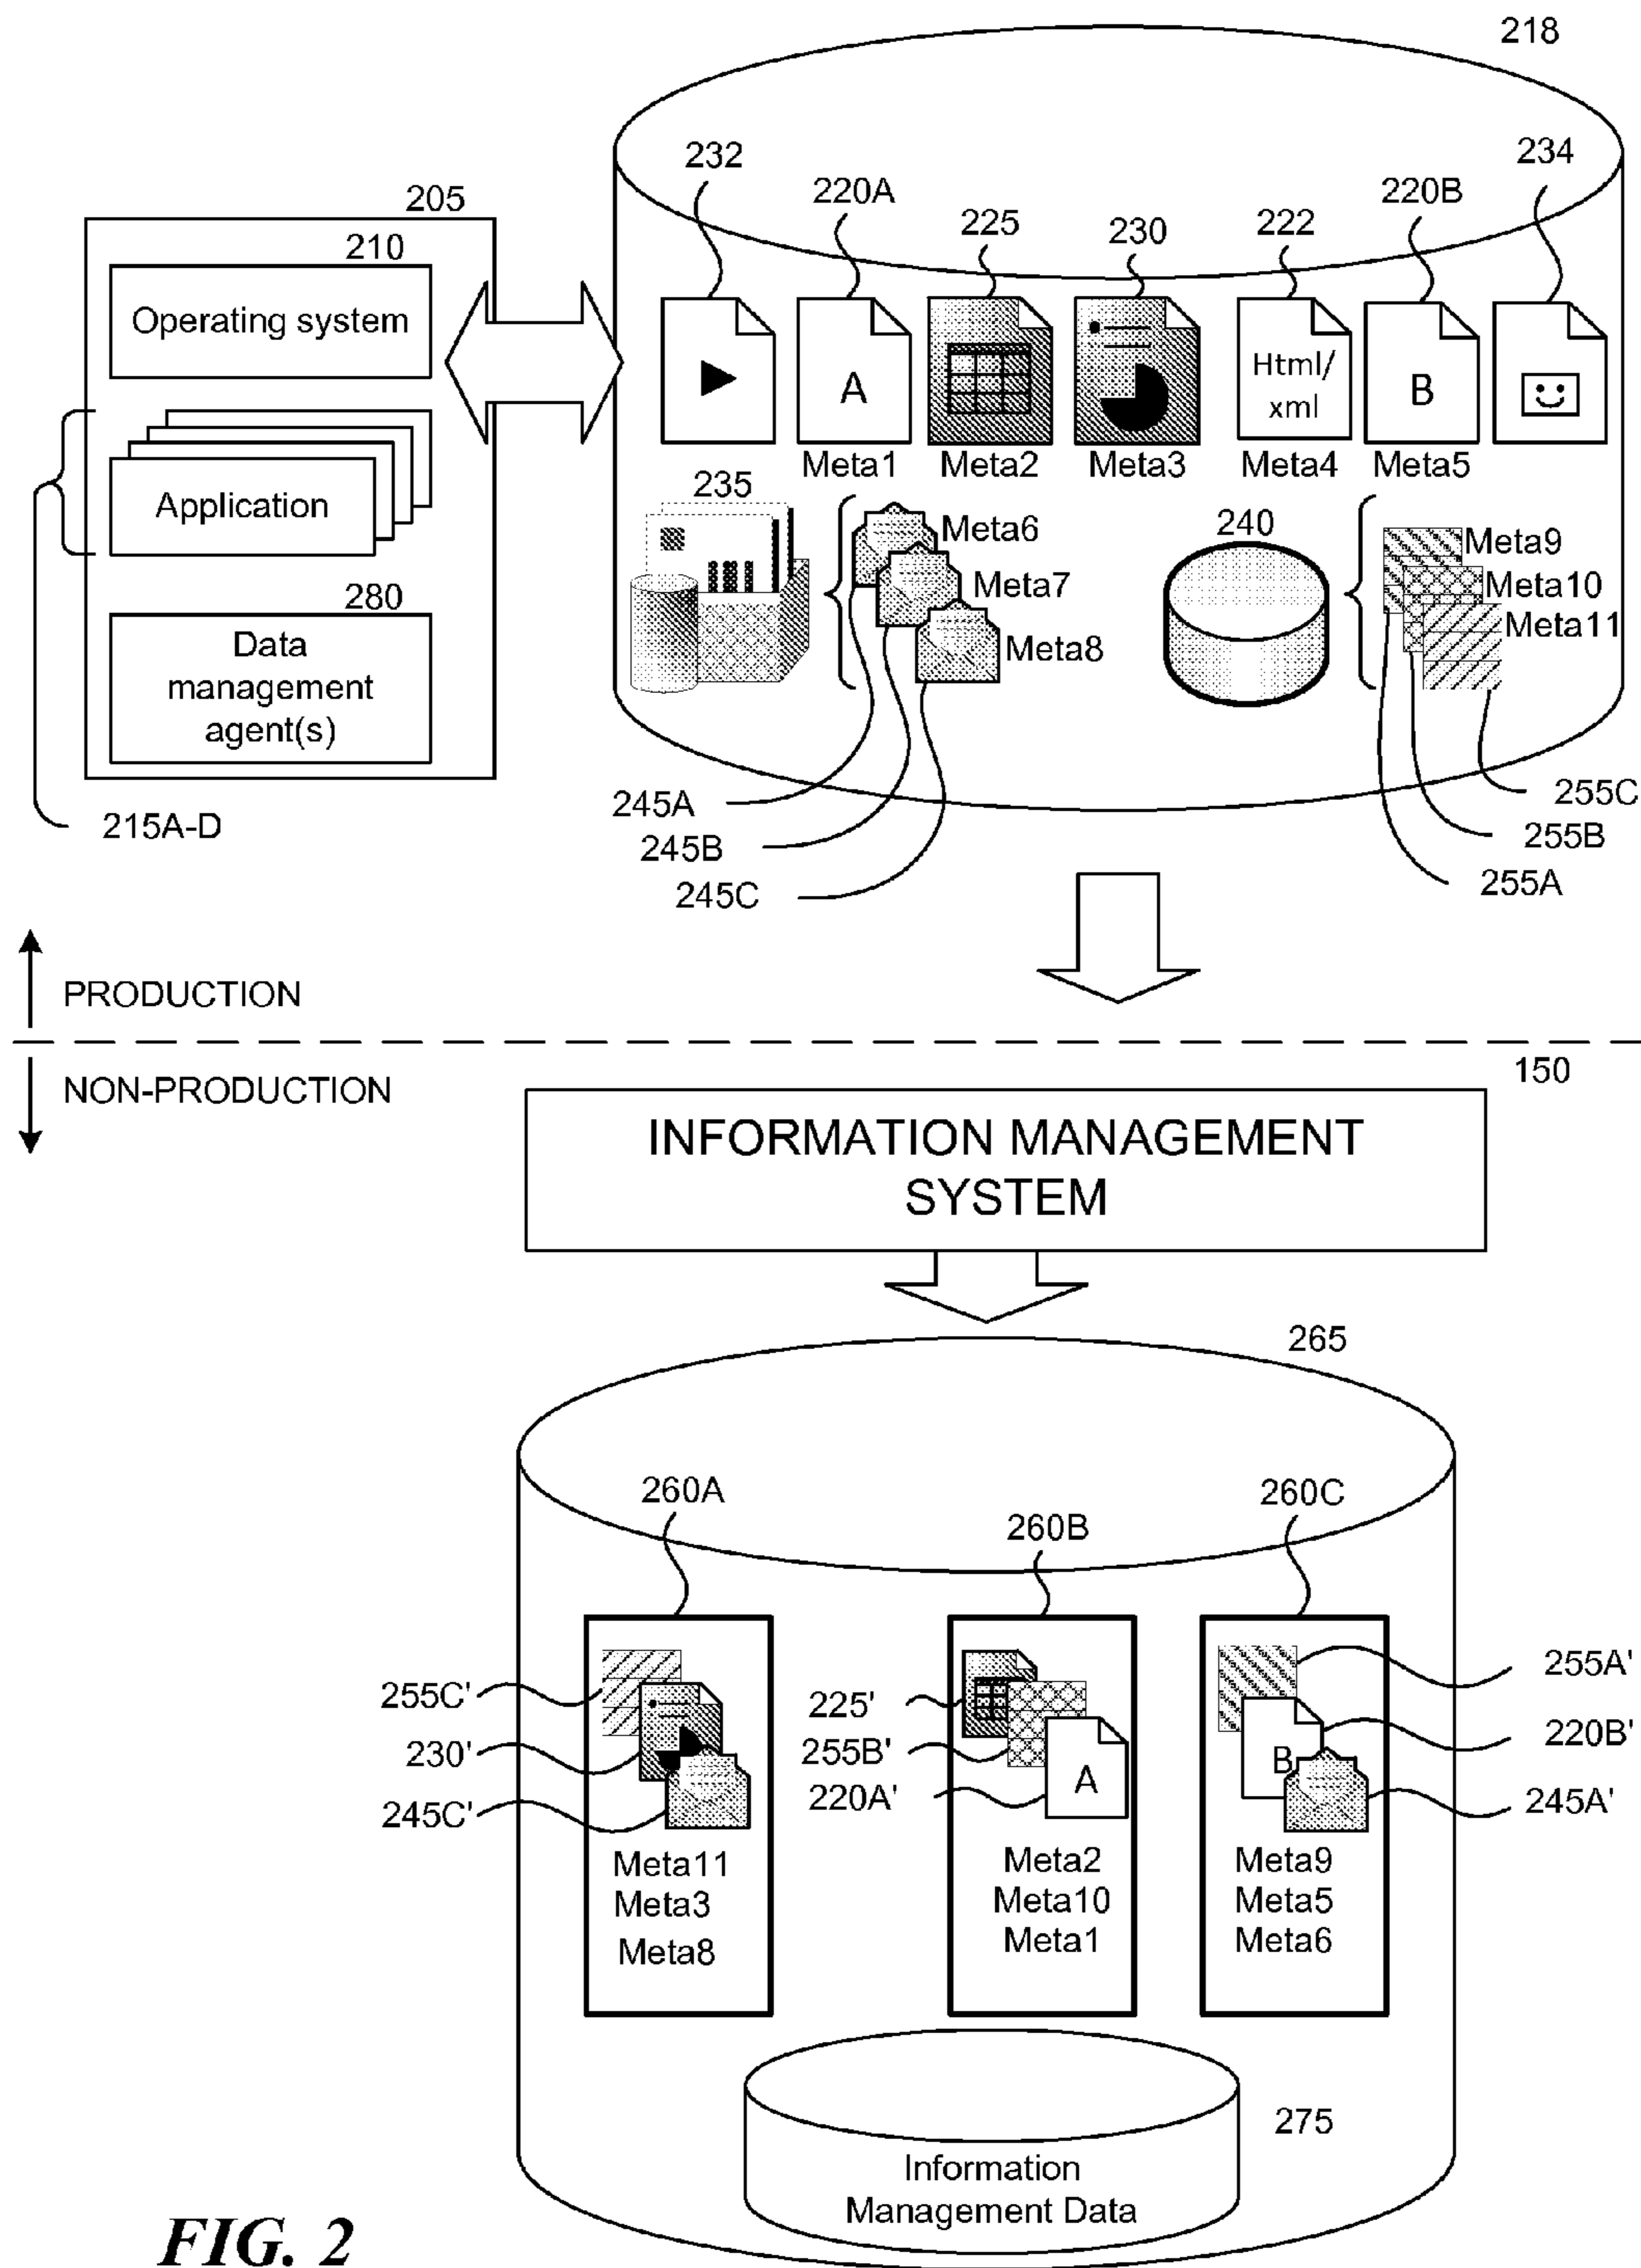 218
232
234
220A
220B
205
225
230
222
210
Operating system
Html/
xml
A
B
Meta1
Meta2
Meta3
Meta4
Meta5
235
Application
240
Meta6
Meta9
Meta7
Meta10
280
Meta11
Data
management
agent(s)
Meta8
245A
255C
215A-D
245B
255B
245C
255A
PRODUCTION
150
NON-PRODUCTION
INFORMATION MANAGEMENT
SYSTEM
265
260A
260B
260C
255C'
225'
255A'
230'
255B'
B
220B'
245C'
220A'
A
245A'
Meta11
Meta3
Meta8
Meta2
Meta10
Meta1
Meta9
Meta5
Meta6
275
Information
Management Data
FIG. 2